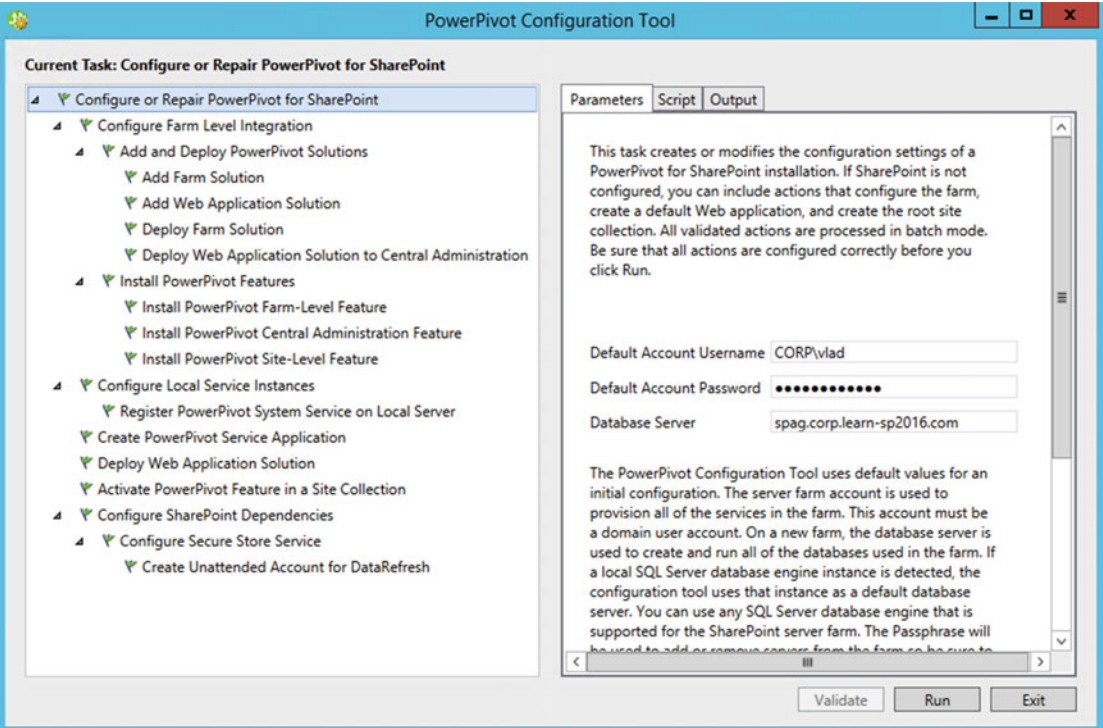 PowerPivot Configuration Tool
Current Task: Configure or Repair PowerPivot for SharePoint
Configure or Repair PowerPivot for SharePoint
Configure Farm Level Integration
Add and Deploy PowerPivot Solutions
Add Farm Solution
Add Web Application Solution
Deploy Farm Solution
Deploy Web Application Solution to Central Administration
Install PowerPivot Features
Install PowerPivot Farm-Level Feature
Install PowerPivot Central Administration Feature
Install PowerPivot Site-Level Feature
Configure Local Service Instances
Register PowerPivot System Service on Local Server
Create PowerPivot Service Application
Deploy Web Application Solution
Activate PowerPivot Feature in a Site Collection
Configure SharePoint Dependencies
Configure Secure Store Service
Create Unattended Account for DataRefresh
Parameters Script Output
This task creates or modifies the configuration settings of a
PowerPivot for SharePoint installation. If SharePoint is not
configured, you can include actions that configure the farm,
create a default Web application, and create the root site
collection. All validated actions are processed in batch mode.
Be sure that all actions are configured correctly before you
click Run.
Default Account Username CORP\vlad
Default Account Password ●●●●●●●●●●●●
Database Server spag.corp.learn-sp2016.com
The PowerPivot Configuration Tool uses default values for an
initial configuration. The server farm account is used to
provision all of the services in the farm. This account must be
a domain user account. On a new farm, the database server is
used to create and run all of the databases used in the farm. If
a local SQL Server database engine instance is detected, the
configuration tool uses that instance as a default database
server. You can use any SQL Server database engine that is
supported for the SharePoint server farm. The Passphrase will
be used to add or remove servers from the farm so be sure to
Validate Run Exit